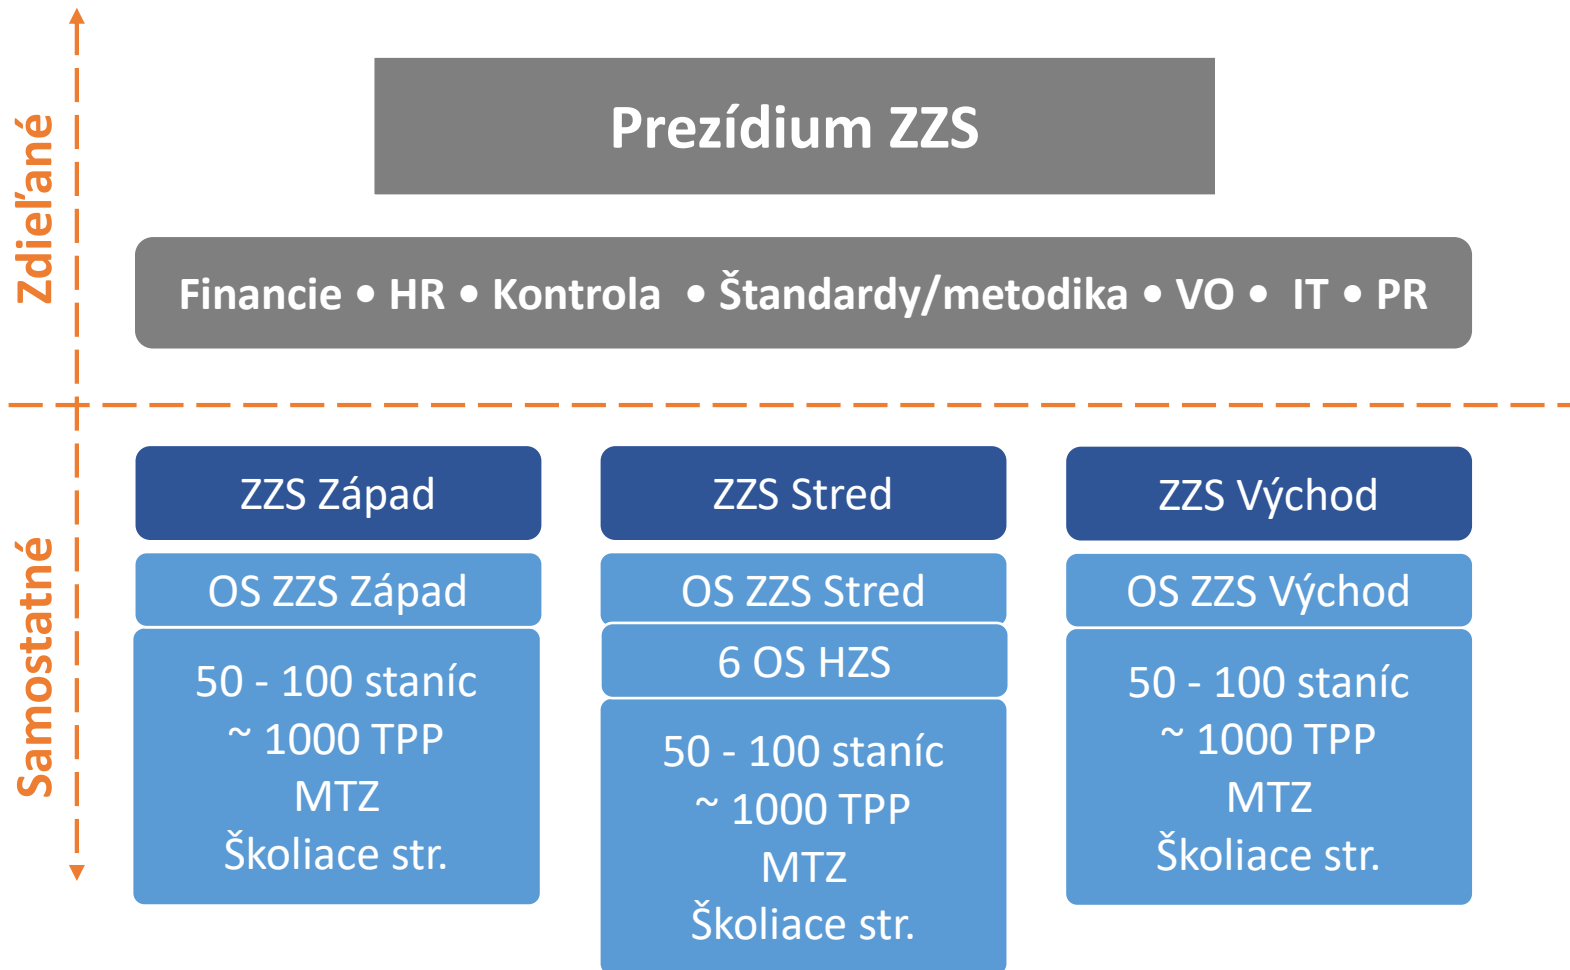 Zdieľané
Prezídium ZZS
Financie • HR • Kontrola • Štandardy/metodika • VO • IT • PR
Samostatné
ZZS Západ
OS ZZS Západ
50 - 100 staníc
~ 1000 TPP
MTZ
Školiace str.
ZZS Stred
OS ZZS Stred
6 OS HZS
50 - 100 staníc
~ 1000 TPP
MTZ
Školiace str.
ZZS Východ
OS ZZS Východ
50 - 100 staníc
~ 1000 TPP
MTZ
Školiace str.